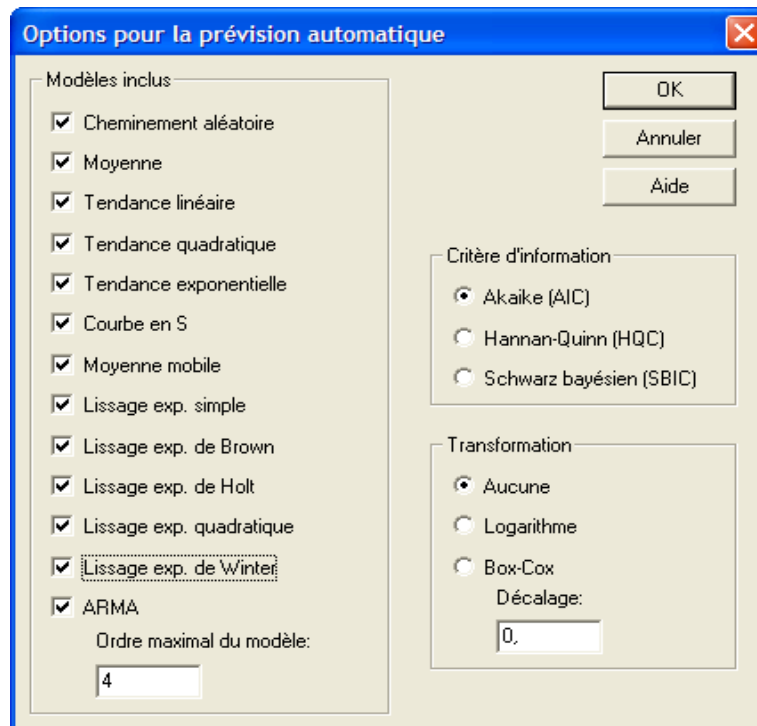 Options pour la prévision automatique
Modèles inclus
Cheminement aléatoire
Moyenne
Tendance linéaire
Tendance quadratique
Tendance exponentielle
Courbe en S
Moyenne mobile
Lissage exp. simple
Lissage exp. de Brown
Lissage exp. de Holt
Lissage exp. quadratique
Lissage exp. de Winter
ARMA
Ordre maximal du modèle:
4
OK
Annuler
Aide
Critère d'information
Akaike (AIC)
Hannan-Quinn (HQC)
Schwarz bayésien (SBIC)
Transformation
Aucune
Logarithme
Box-Cox
Décalage:
0,